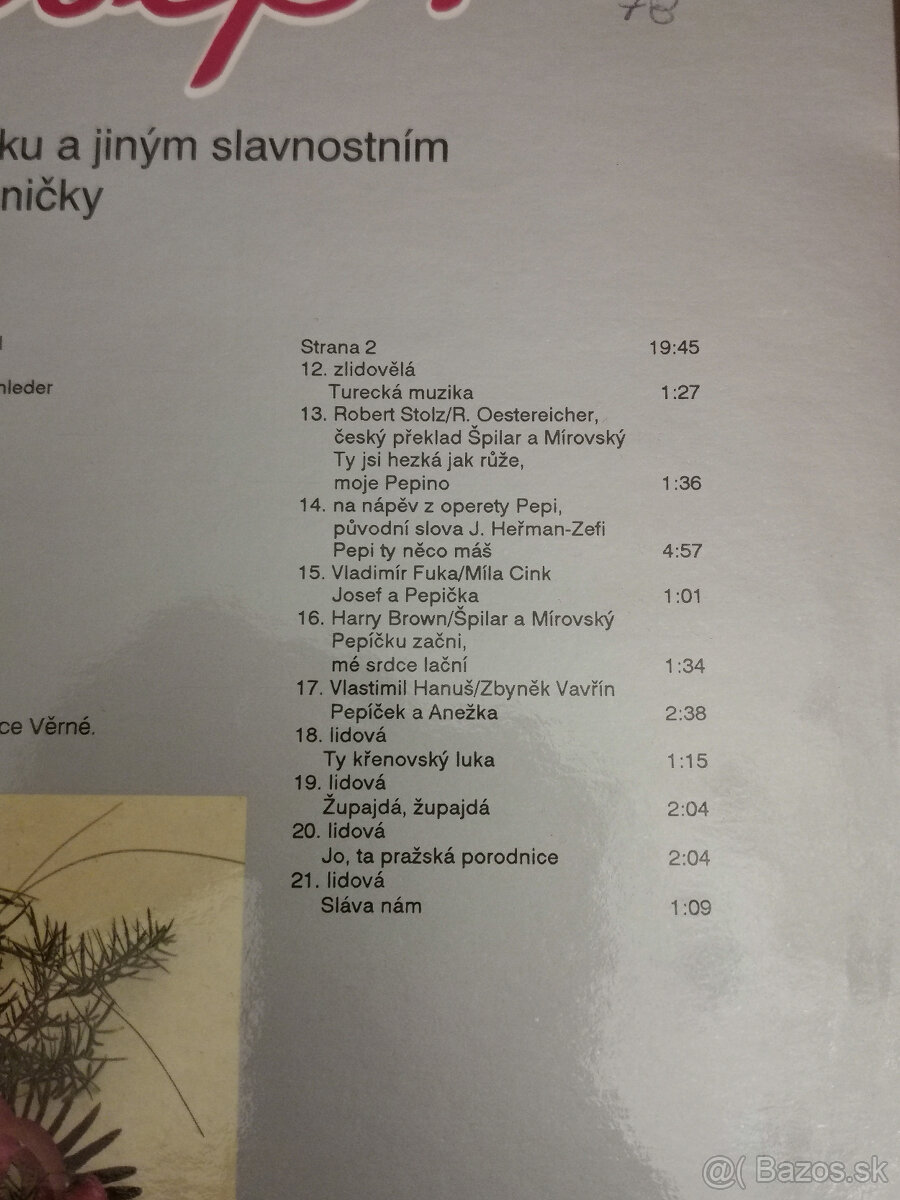 ku a jiným slavnostním
ničky
hleder
ce Věrné.
Strana 2 19:45
12. zlidovělá
Turecká muzika 1:27
13. Robert Stolz/R. Oestereicher,
český překlad Špilar a Mírovský
Ty jsi hezká jak růže,
moje Pepino 1:36
14. na nápěv z operety Pepi,
původní slova J. Heřman-Zefi
Pepi ty něco máš 4:57
15. Vladimír Fuka/Míla Cink
Josef a Pepička 1:01
16. Harry Brown/Špilar a Mírovský
Pepíčku začni,
mé srdce lační 1:34
17. Vlastimil Hanuš/Zbyněk Vavřín
Pepíček a Anežka 2:38
18. lidová
Ty křenovský luka 1:15
19. lidová
Župajdá, župajdá 2:04
20. lidová
Jo, ta pražská porodnice 2:04
21. lidová
Sláva nám 1:09
@( Bazos.sk